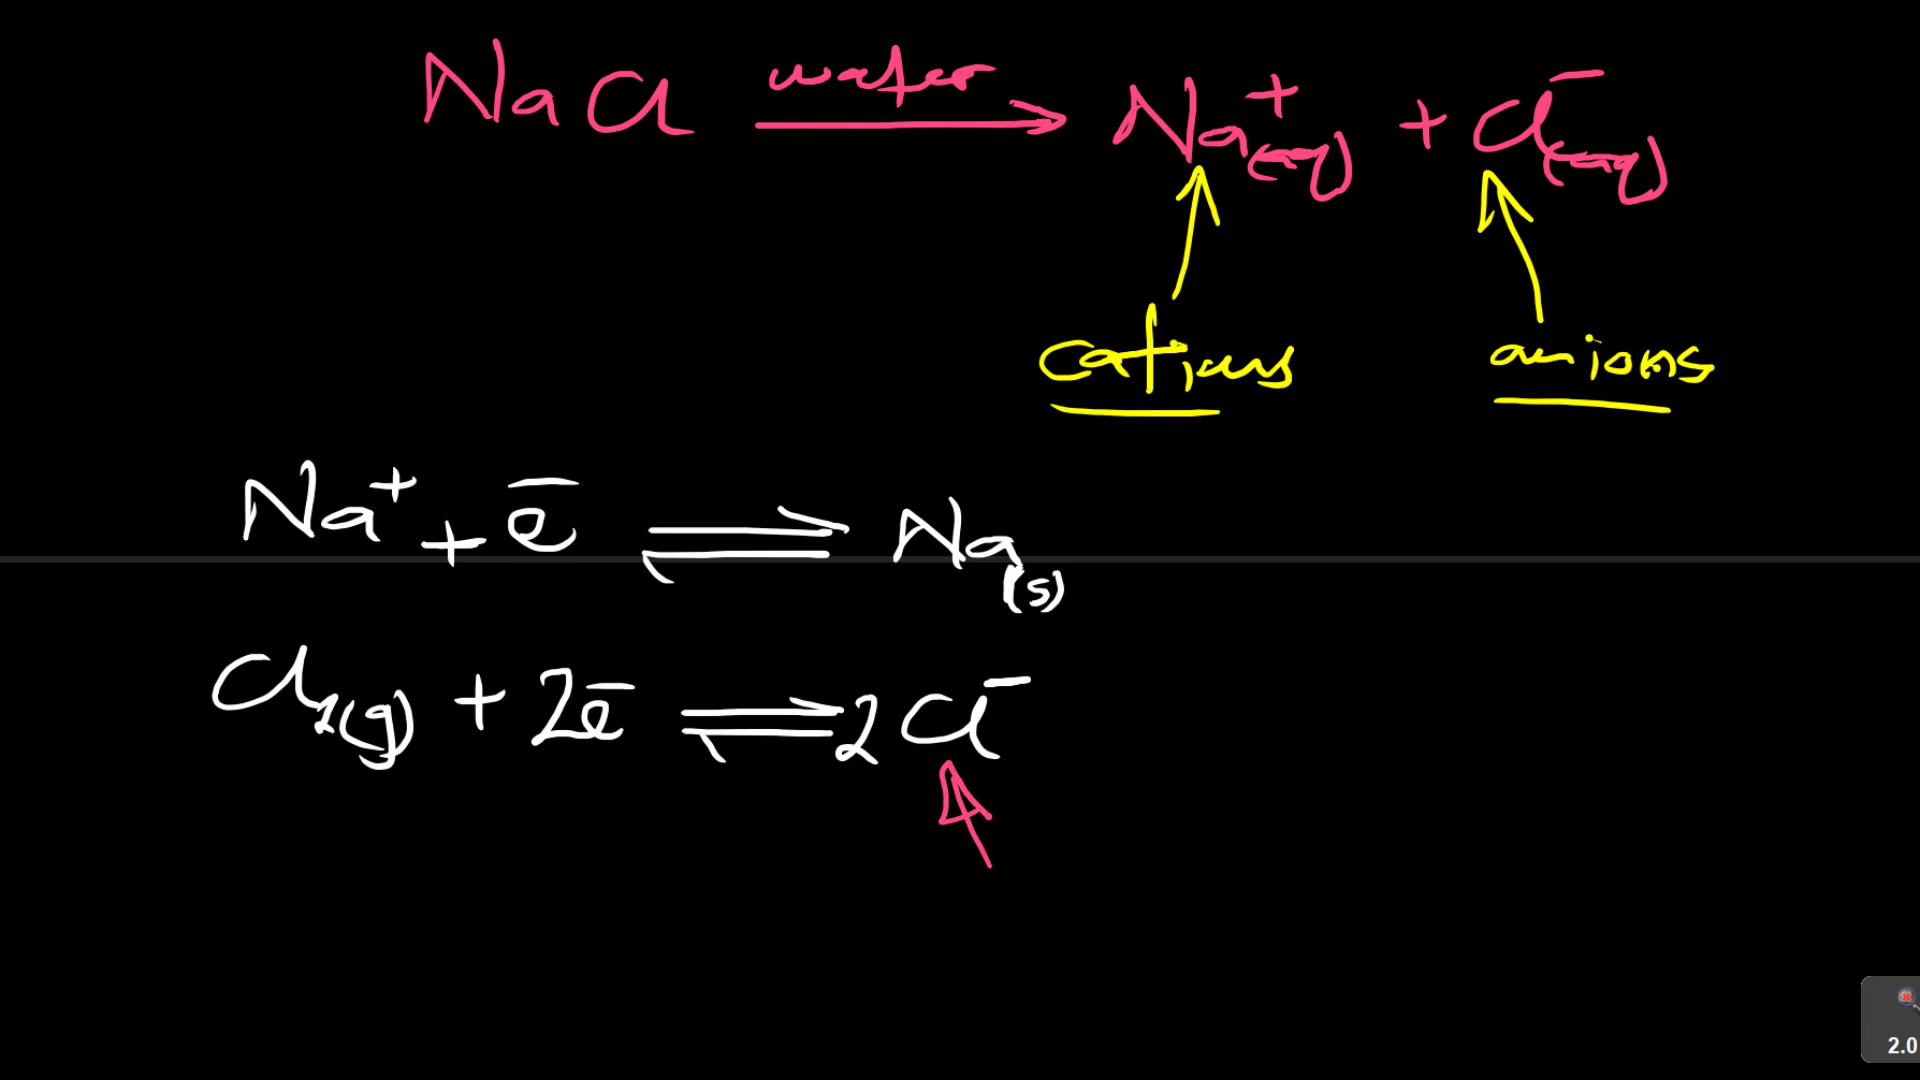 NaCl water → Na⁺(aq) + Cl⁻(aq)
cations anions
Na⁺ + e⁻ ⇌ Na(s)
Cl₂(g) + 2e⁻ ⇌ 2Cl⁻
2.0